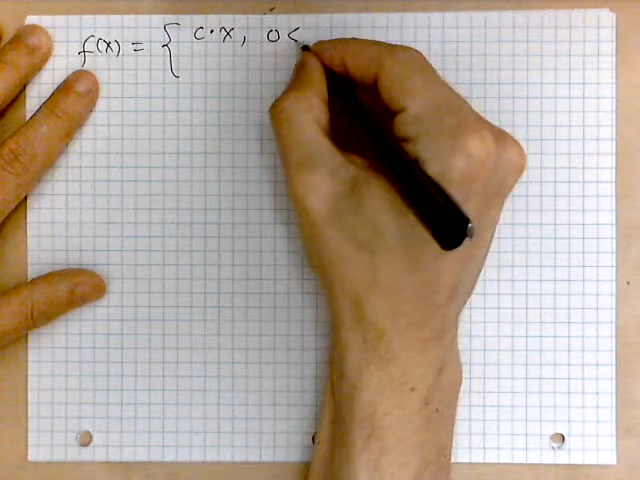 f(x) = { c·x, 0<